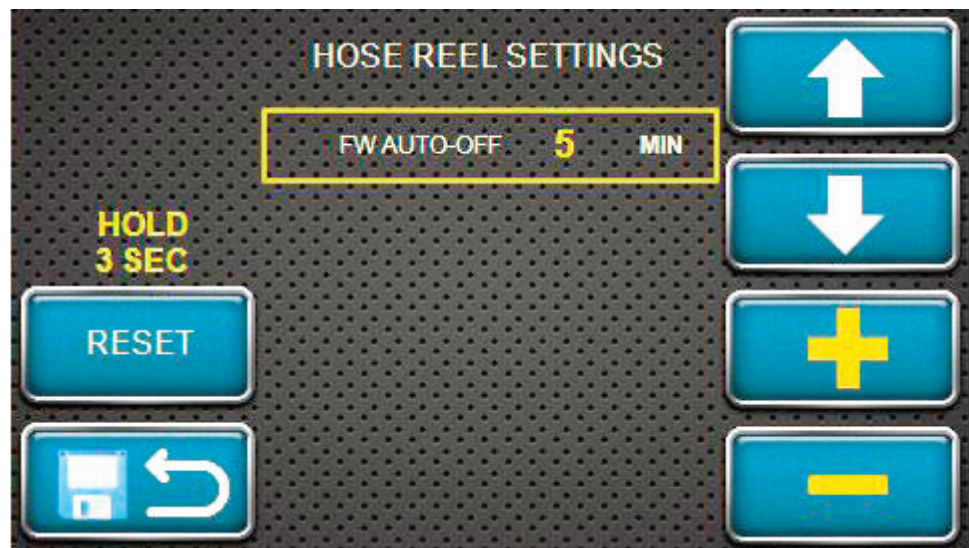 HOSE REEL SETTINGS
FW AUTO-OFF 5 MIN
HOLD
3 SEC
RESET